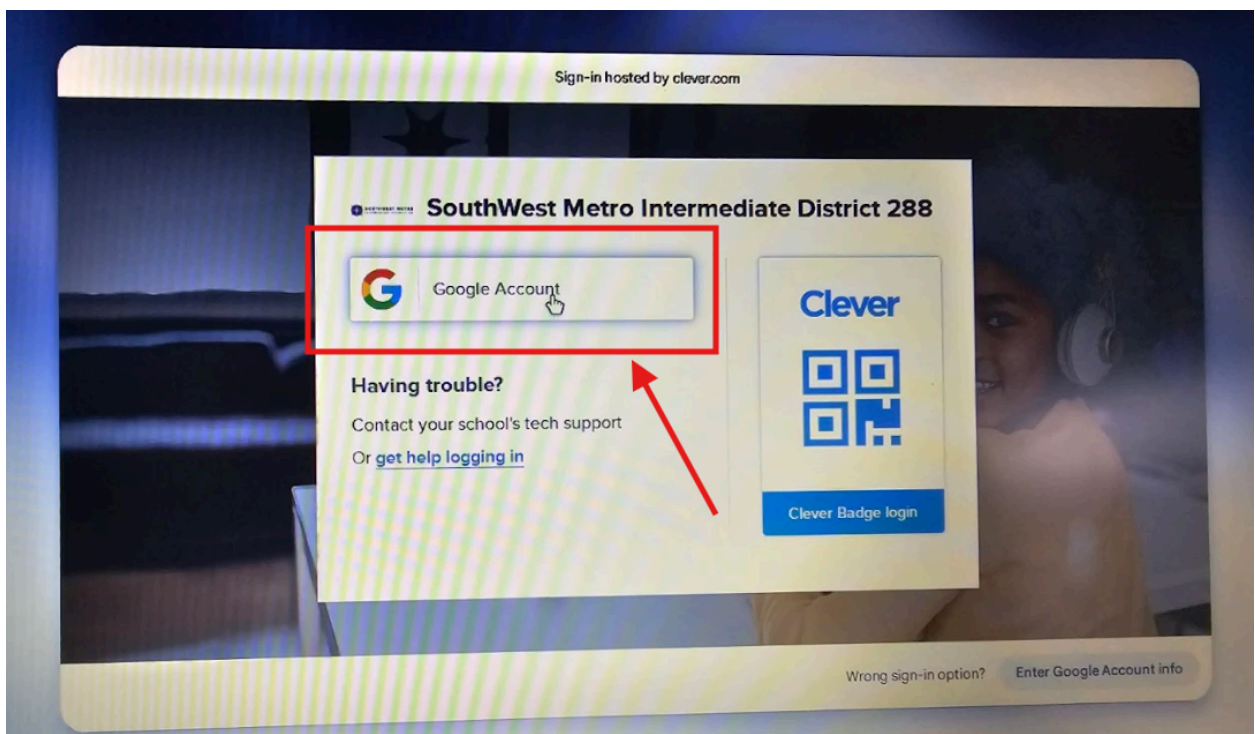 Sign-in hosted by clever.com
SouthWest Metro Intermediate District 288
Google Account
Clever
Having trouble?
Contact your school's tech support
Or get help logging in
Clever Badge login
Wrong sign-in option?
Enter Google Account info